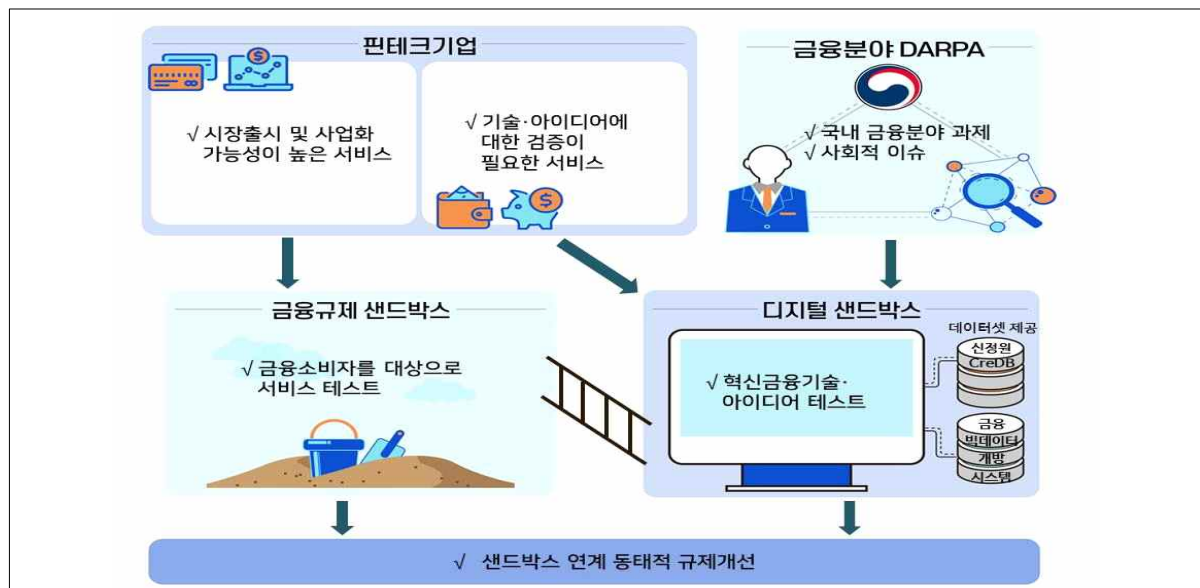 핀테크기업
√ 시장출시 및 사업화
가능성이 높은 서비스
√ 기술·아이디어에
대한 검증이
필요한 서비스
금융분야 DARPA
√ 국내 금융분야 과제
√ 사회적 이슈
금융규제 샌드박스
√ 금융소비자를 대상으로
서비스 테스트
디지털 샌드박스
√ 혁신금융기술·
아이디어 테스트
데이터셋 제공
신정원
CreDB
금융
빅데이터
개방
시스템
√ 샌드박스 연계 동태적 규제개선